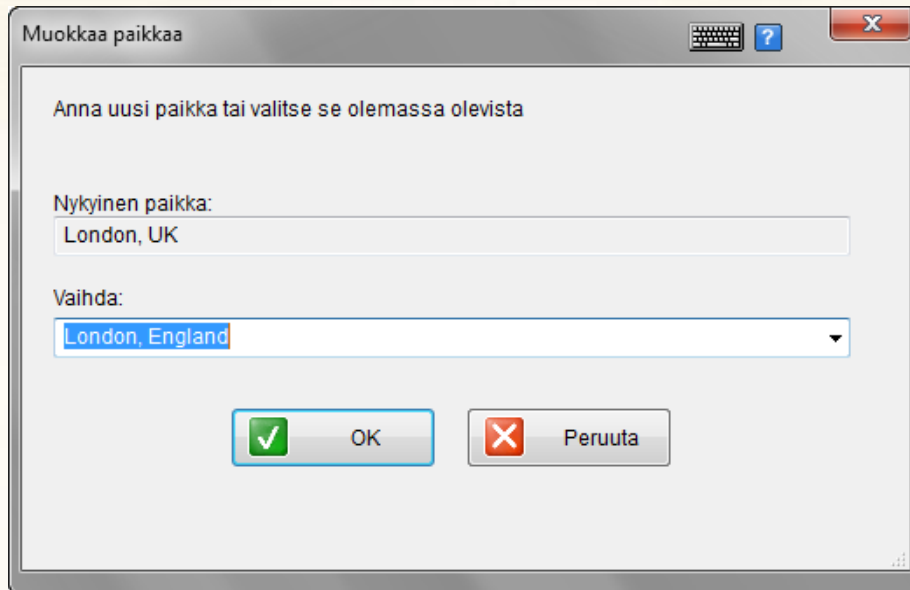 Muokkaa paikkaa
Anna uusi paikka tai valitse se olemassa olevista
Nykyinen paikka:
London, UK
Vaihda:
London, England
OK
Peruuta